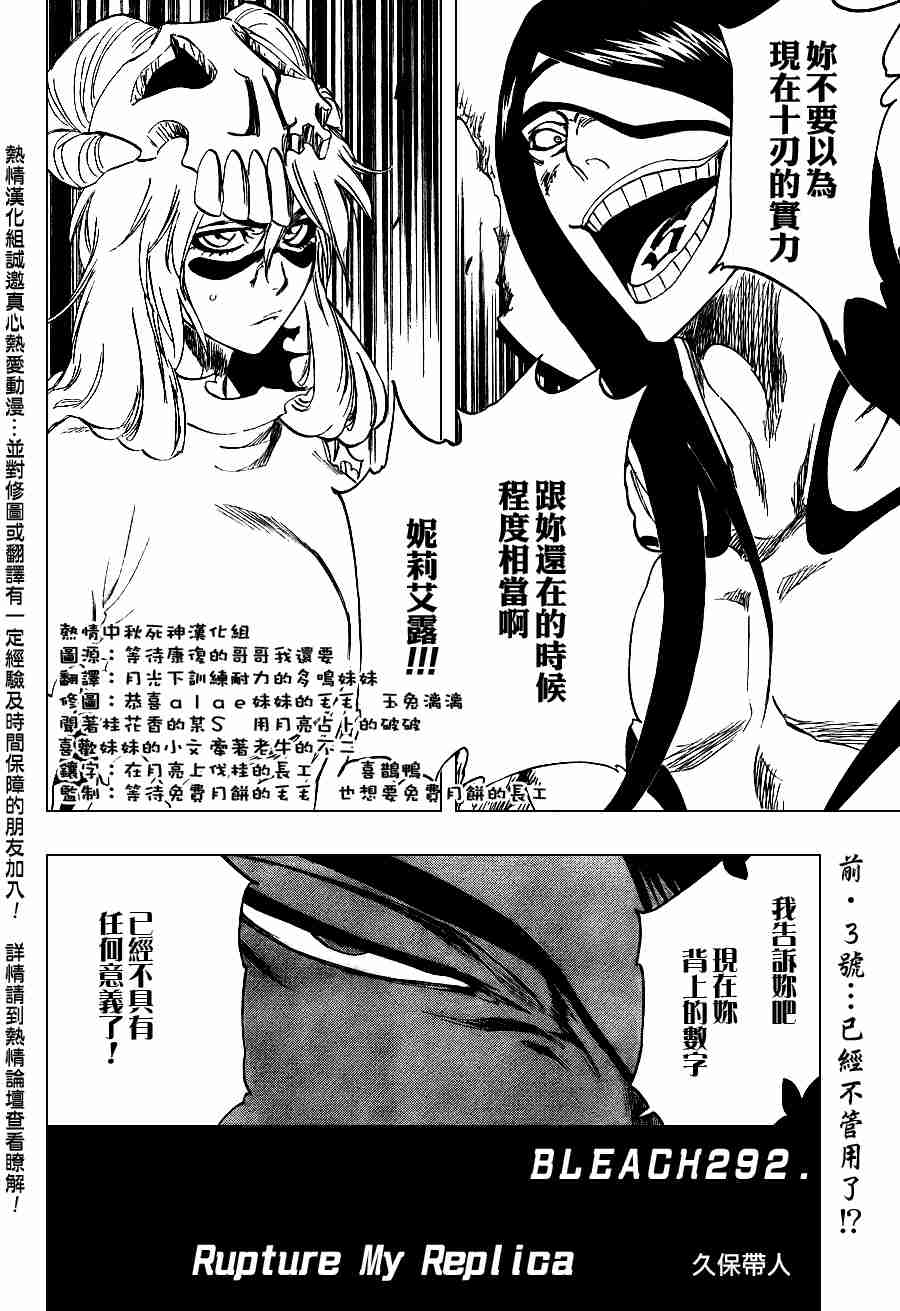 妳不要以為
現在十刃的實力
跟妳還在的時候
程度相當啊
妮莉艾露!!!
熱情中秋死神漢化組
圖源：等待康復的哥哥我還要
翻譯：月光下訓練耐力的多鳴妹妹
修圖：恭喜alae妹妹的毛毛 玉兔漓漓
聞著桂花香的某S 用月亮佔卜的破破
喜歡妹妹的小文 牽著老牛的不二
鑲字：在月亮上伐桂的長工 喜鵲鴨
監制：等待免費月餅的毛毛 也想要免費月餅的長工
我告訴妳吧
現在妳
背上的數字
已經不具有
任何意義了！
前・3號…已經不管用了!?
BLEACH292.
Rupture My Replica
久保帶人
熱情漢化組誠邀真心熱愛動漫…並對修圖或翻譯有一定經驗及時間保障的朋友加入！ 詳情請到熱情論壇查看瞭解！